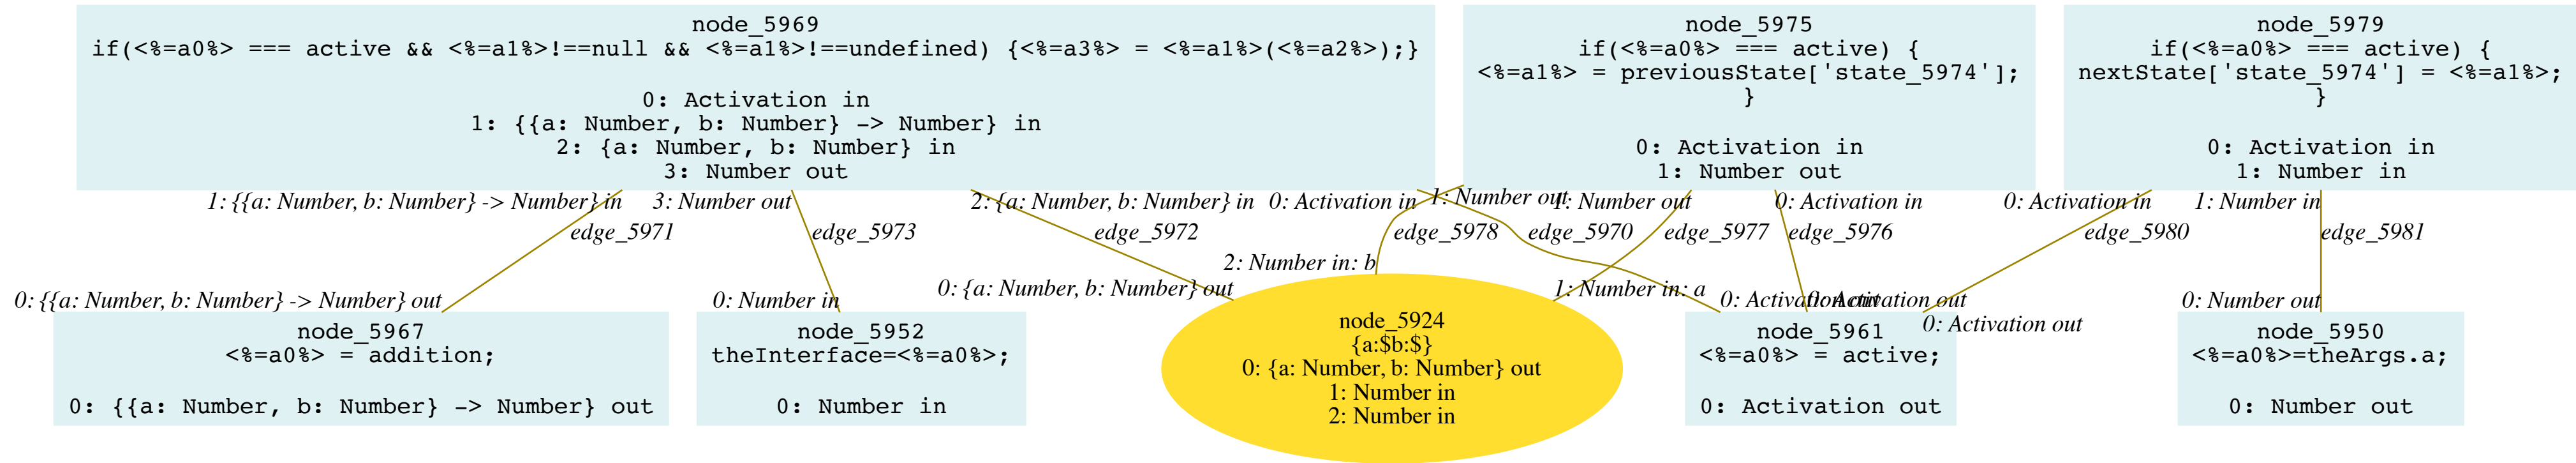 node_5969
if(<%=a0%> === active && <%=a1%>!==null && <%=a1%>!==undefined) {<%=a3%> = <%=a1%>(<%=a2%>);}
0: Activation in
1: {{a: Number, b: Number} -> Number} in
2: {a: Number, b: Number} in
3: Number out
node_5975
if(<%=a0%> === active) {
<%=a1%> = previousState['state_5974'];
}
0: Activation in
1: Number out
node_5979
if(<%=a0%> === active) {
nextState['state_5974'] = <%=a1%>;
}
0: Activation in
1: Number in
1: {{a: Number, b: Number} -> Number} in
3: Number out
2: {a: Number, b: Number} in
0: Activation in
1: Number out
1: Number out
0: Activation in
0: Activation in
1: Number in
edge_5971
edge_5973
edge_5972
edge_5978
edge_5970
edge_5977
edge_5976
edge_5980
edge_5981
2: Number in: b
0: {{a: Number, b: Number} -> Number} out
0: Number in
0: {a: Number, b: Number} out
1: Number in: a
0: Activation out
0: Activation out
0: Activation out
0: Number out
node_5967
<%=a0%> = addition;
0: {{a: Number, b: Number} -> Number} out
node_5952
theInterface=<%=a0%>;
0: Number in
node_5924
{a:$b:$}
0: {a: Number, b: Number} out
1: Number in
2: Number in
node_5961
<%=a0%> = active;
0: Activation out
node_5950
<%=a0%>=theArgs.a;
0: Number out